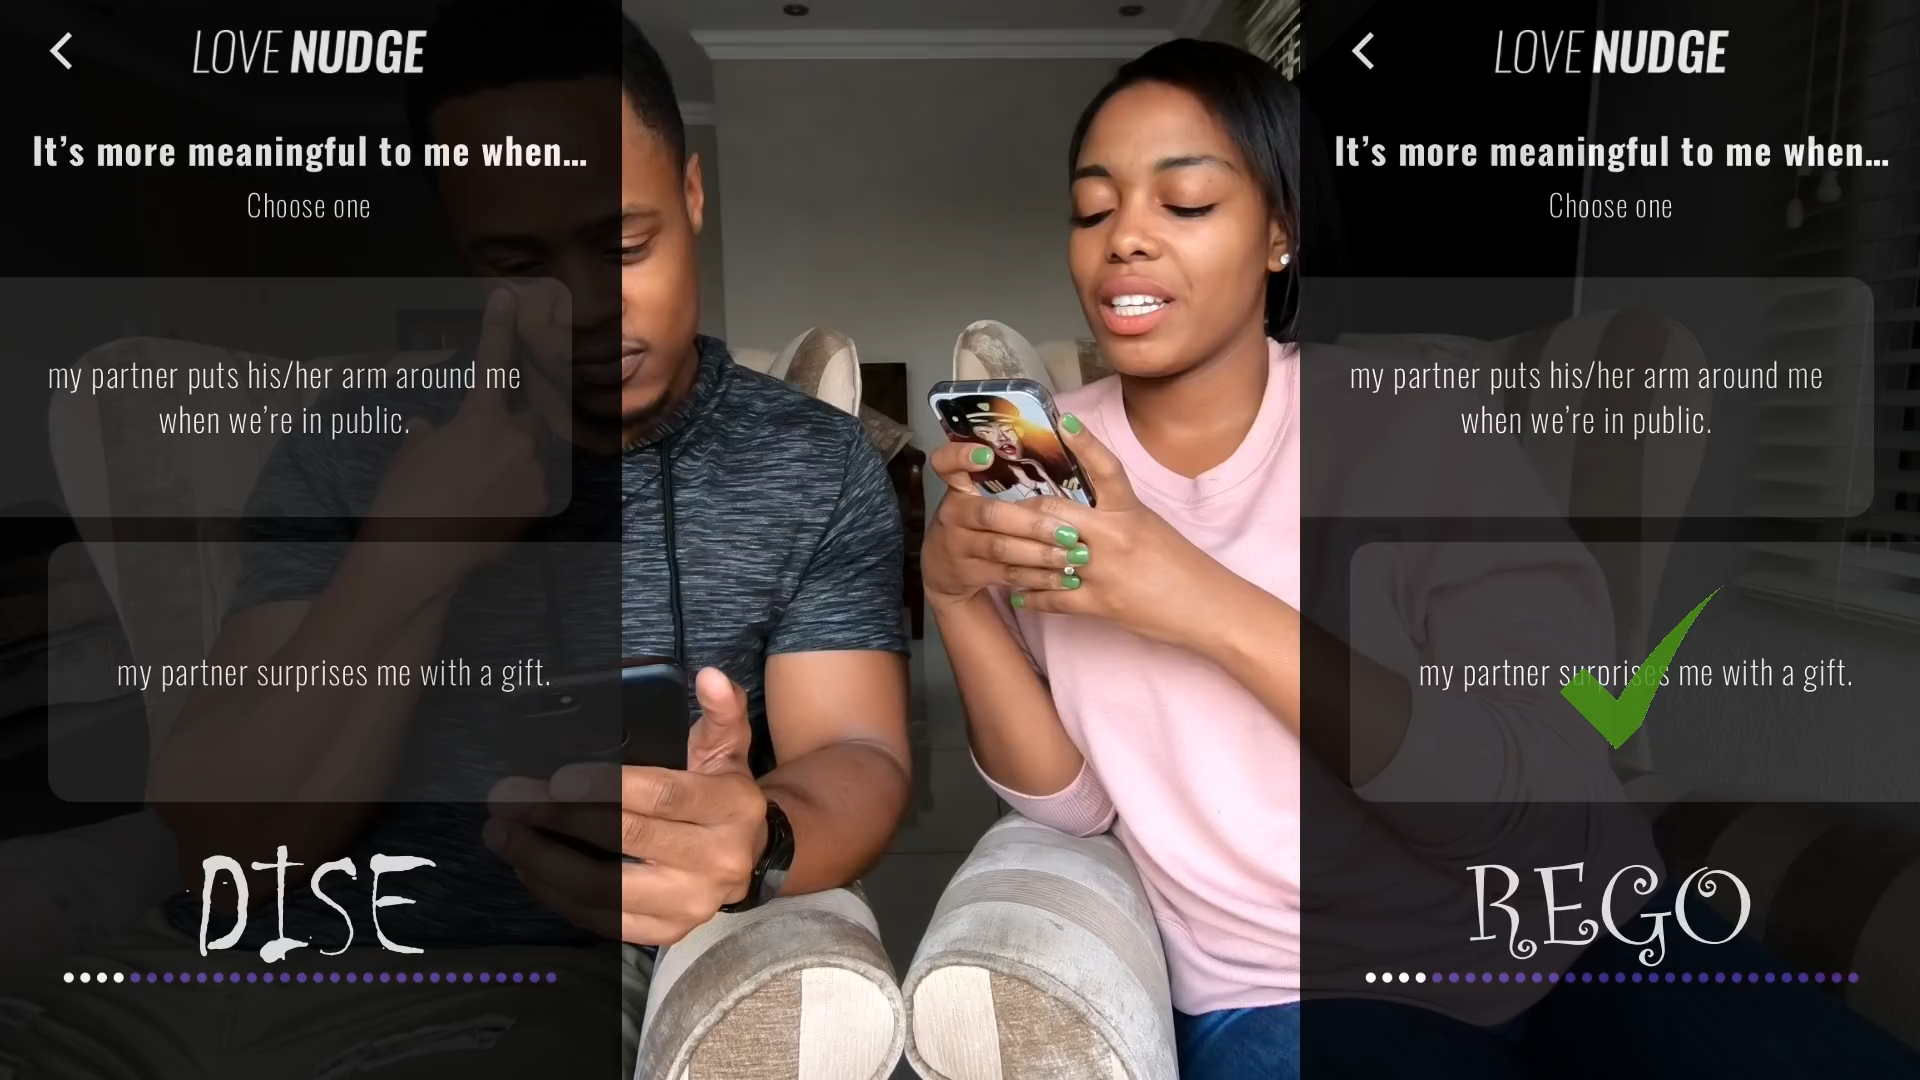 LOVE NUDGE
It’s more meaningful to me when...
Choose one
my partner puts his/her arm around me
when we’re in public.
my partner surprises me with a gift.
DISE
LOVE NUDGE
It’s more meaningful to me when...
Choose one
my partner puts his/her arm around me
when we’re in public.
my partner surprises me with a gift.
REGO